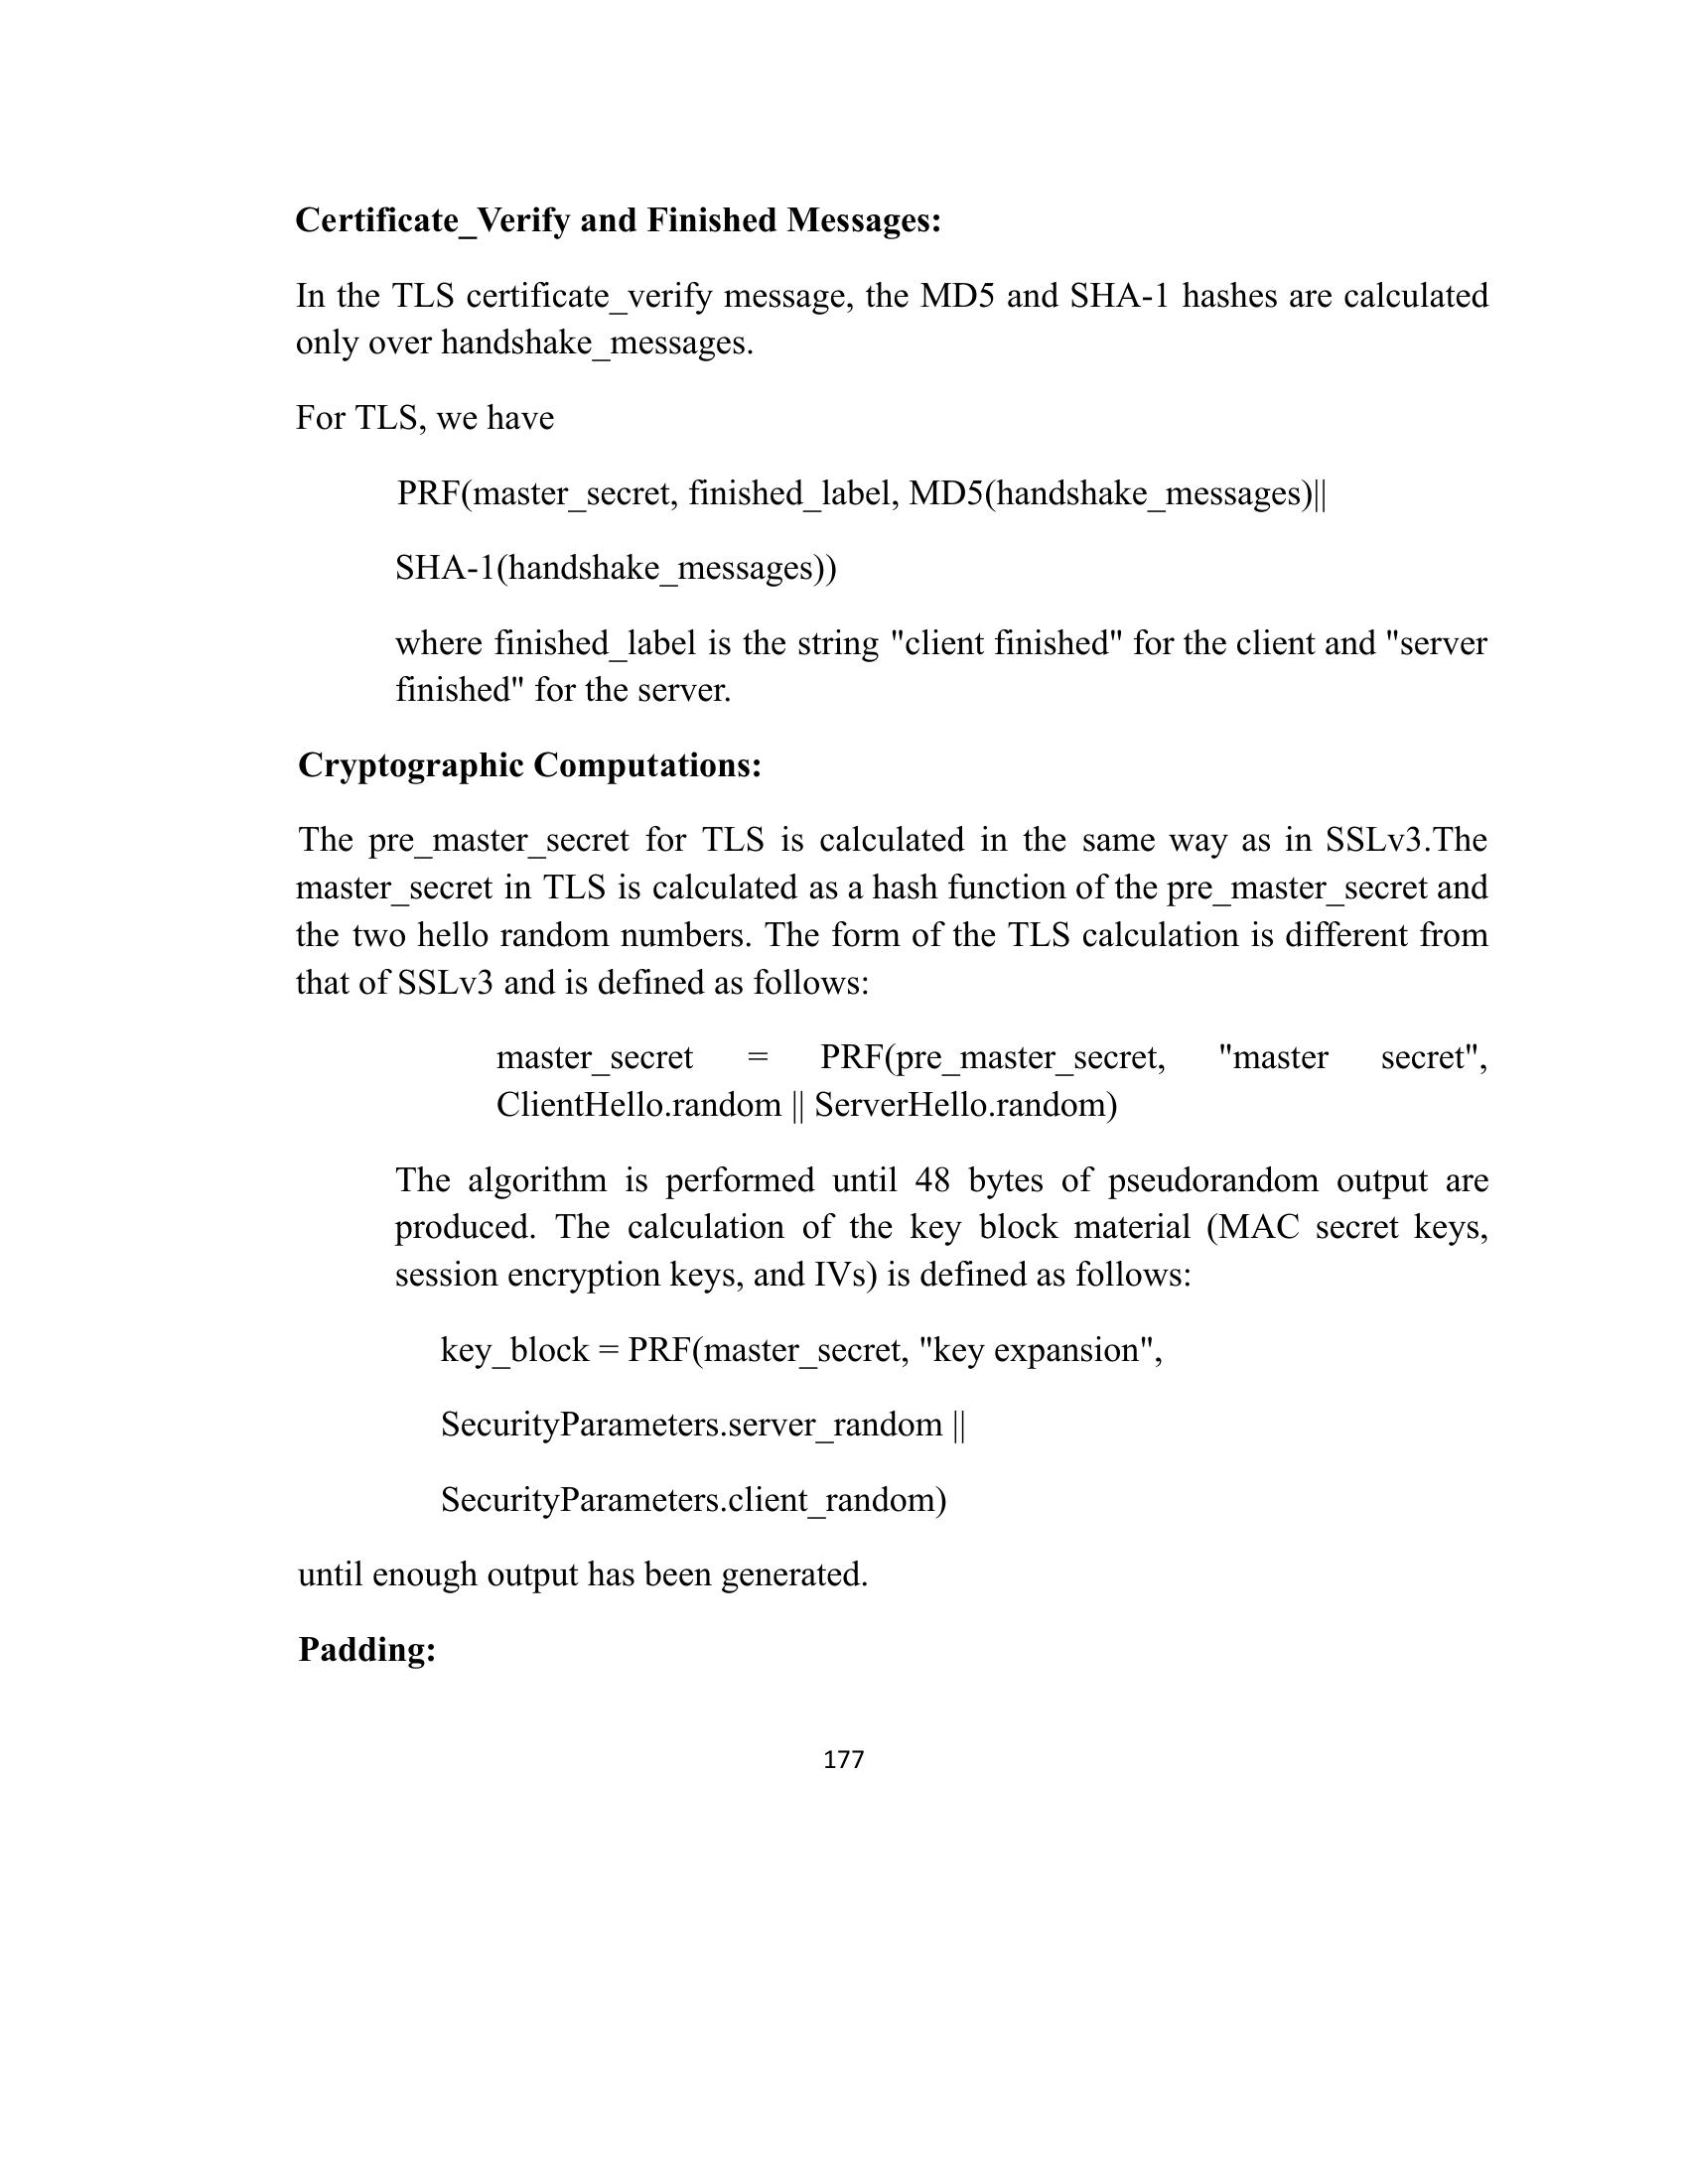 Certificate_Verify and Finished Messages:
In the TLS certificate_verify message, the MD5 and SHA-1 hashes are calculated
only over handshake_messages.
For TLS, we have
PRF(master_secret, finished_label, MD5(handshake_messages)||
SHA-1(handshake_messages))
where finished_label is the string "client finished" for the client and "server
finished" for the server.
Cryptographic Computations:
The pre_master_secret for TLS is calculated in the same way as in SSLv3.The
master_secret in TLS is calculated as a hash function of the pre_master_secret and
the two hello random numbers. The form of the TLS calculation is different from
that of SSLv3 and is defined as follows:
master_secret = PRF(pre_master_secret, "master secret",
ClientHello.random || ServerHello.random)
The algorithm is performed until 48 bytes of pseudorandom output are
produced. The calculation of the key block material (MAC secret keys,
session encryption keys, and IVs) is defined as follows:
key_block = PRF(master_secret, "key expansion",
SecurityParameters.server_random ||
SecurityParameters.client_random)
until enough output has been generated.
Padding:
177